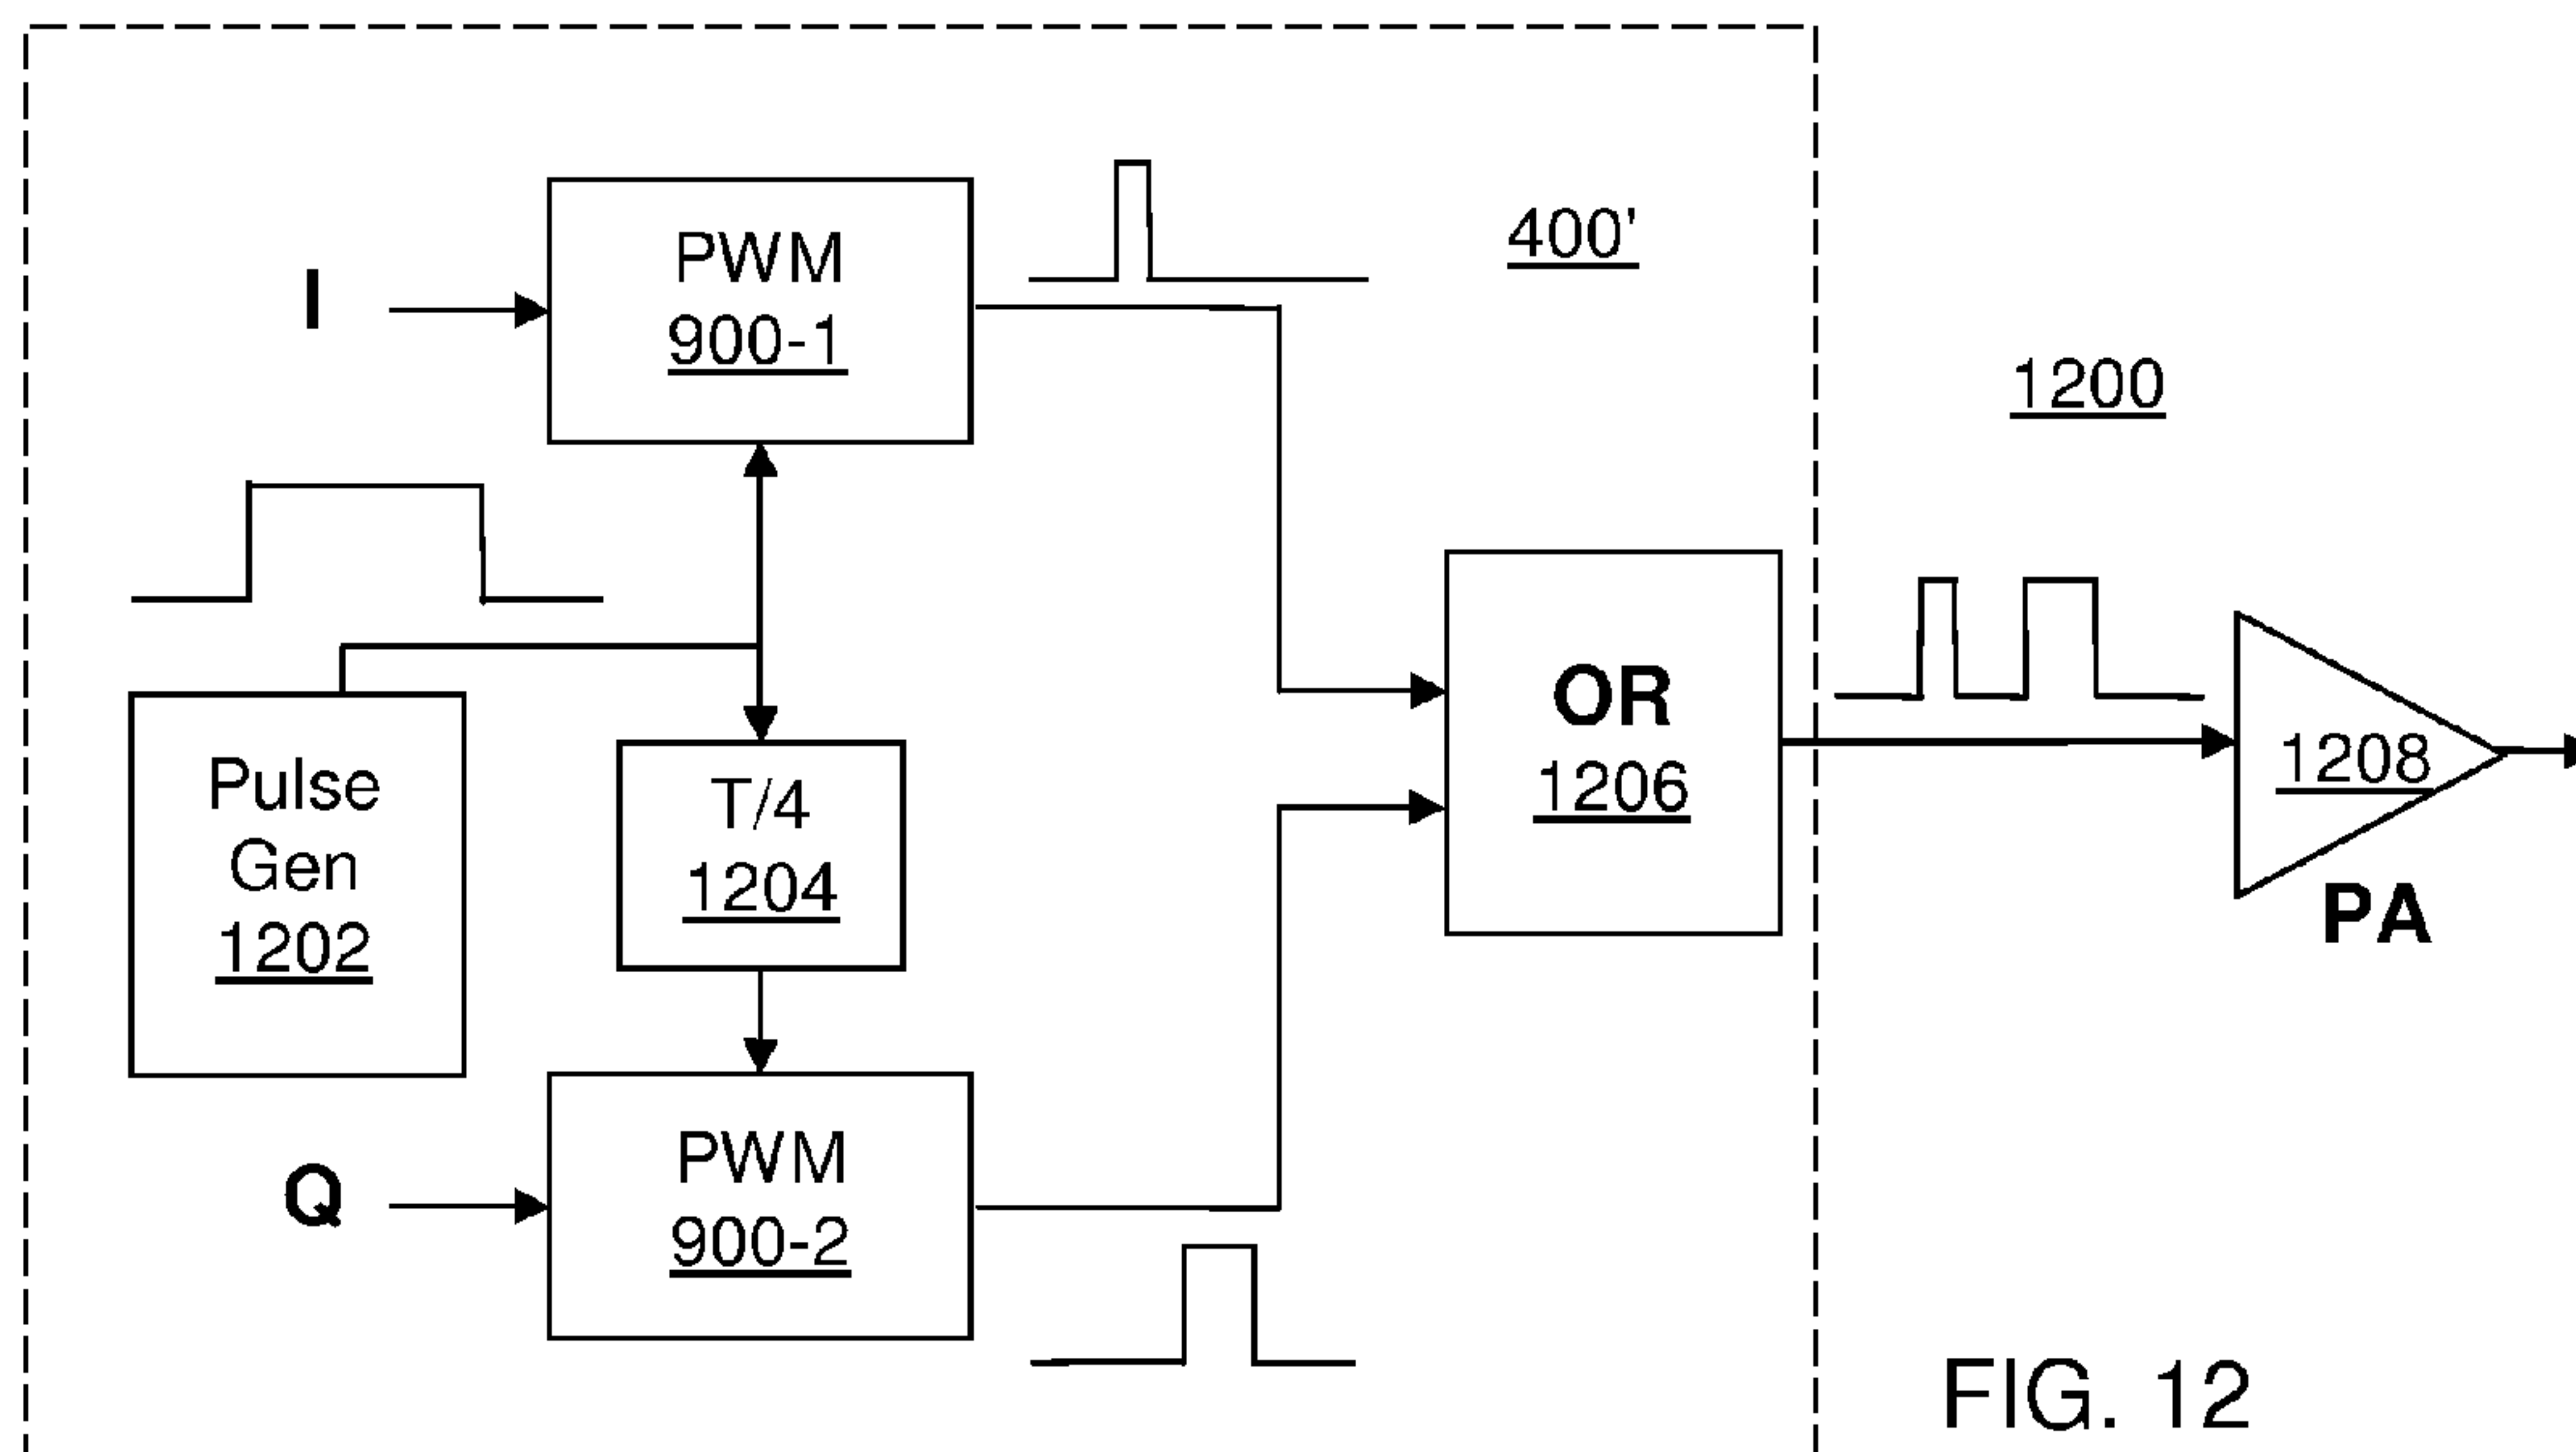 PWM
900-1
400'
I
1200
Pulse
Gen
1202
T/4
1204
OR
1206
1208
PA
Q
PWM
900-2
FIG. 12